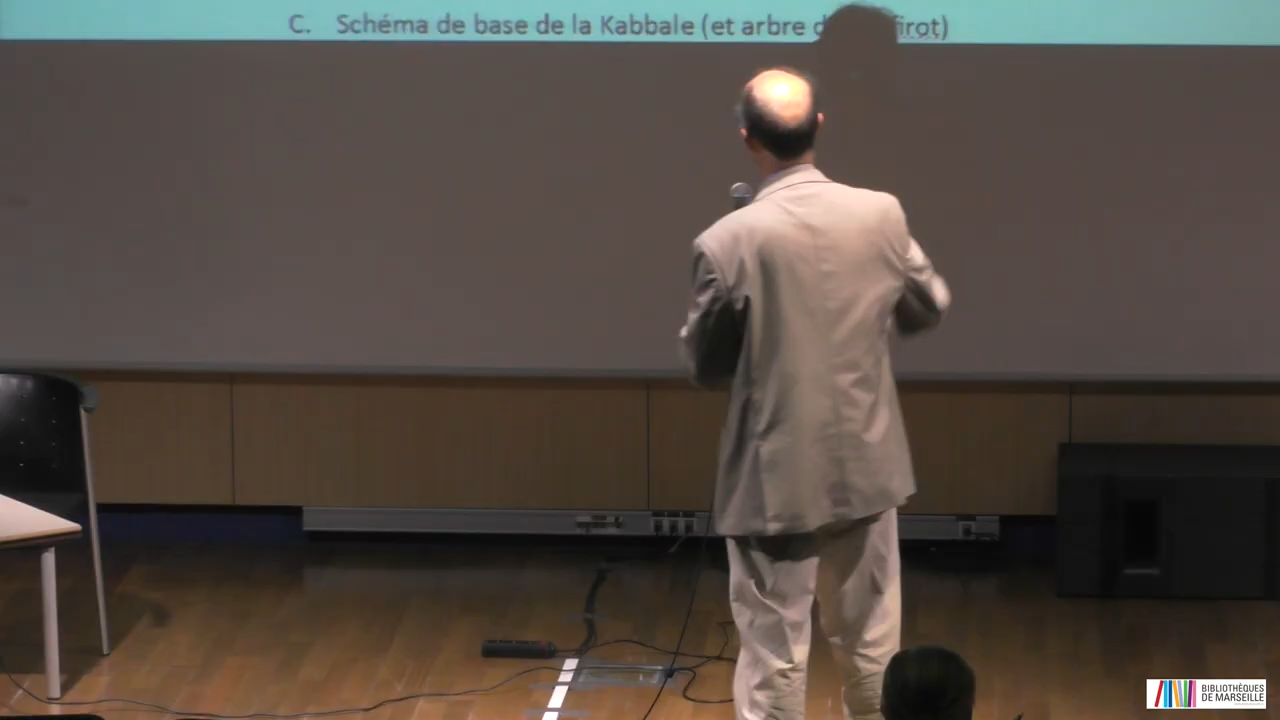 C. Schéma de base de la Kabbale (et arbre d firot)
BIBLIOTHÈQUES
DE MARSEILLE